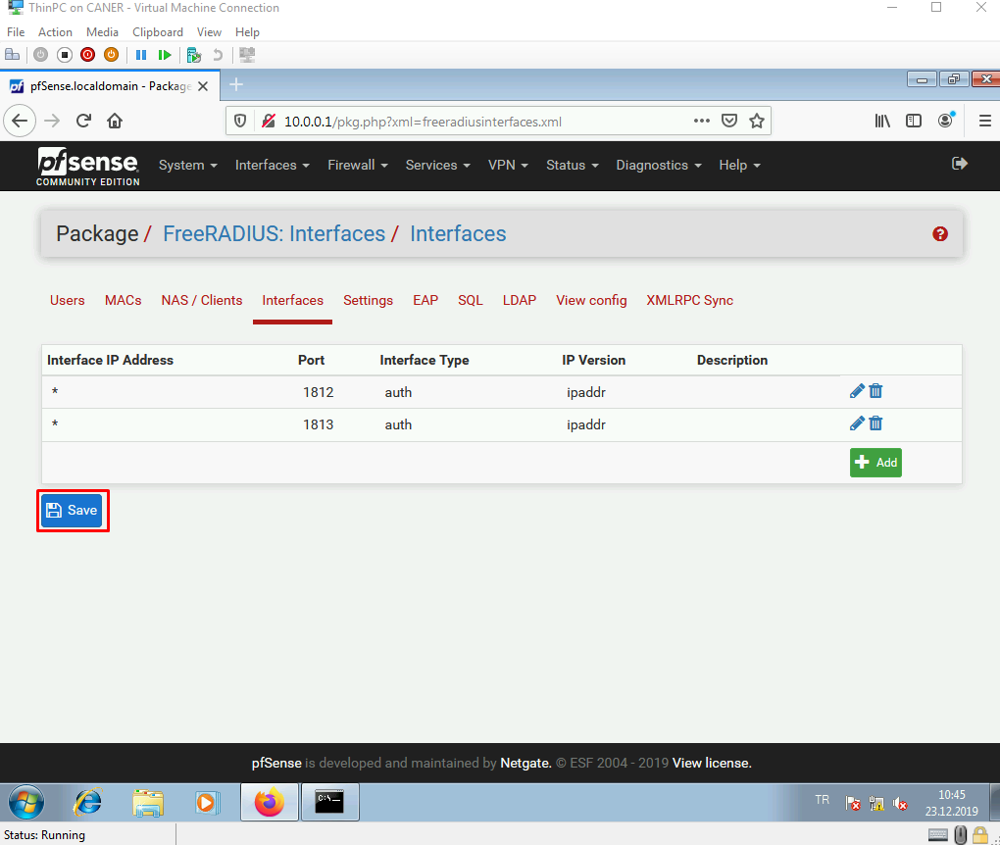 ThinPC on CANER - Virtual Machine Connection
File Action Media Clipboard View Help
pfSense.localdomain - Package
10.0.0.1/pkg.php?xml=freeradiusinterfaces.xml
pfsense
COMMUNITY EDITION
System Interfaces Firewall Services VPN Status Diagnostics Help
Package / FreeRADIUS: Interfaces / Interfaces
Users MACs NAS / Clients Interfaces Settings EAP SQL LDAP View config XMLRPC Sync
Interface IP Address Port Interface Type IP Version Description
* 1812 auth ipaddr
* 1813 auth ipaddr
Add
Save
pfSense is developed and maintained by Netgate. © ESF 2004 - 2019 View license.
TR
10:45
23.12.2019
Status: Running